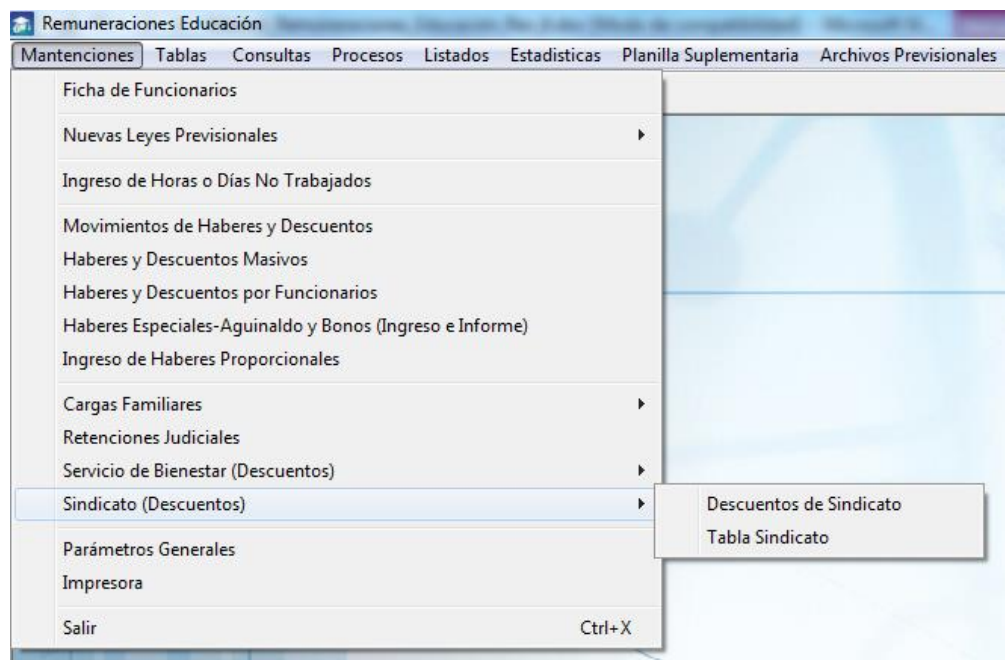 Remuneraciones Educación
Mantenciones Tablas Consultas Procesos Listados Estadisticas Planilla Suplementaria Archivos Previsionales
Ficha de Funcionarios
Nuevas Leyes Previsionales
Ingreso de Horas o Días No Trabajados
Movimientos de Haberes y Descuentos
Haberes y Descuentos Masivos
Haberes y Descuentos por Funcionarios
Haberes Especiales-Aguinaldo y Bonos (Ingreso e Informe)
Ingreso de Haberes Proporcionales
Cargas Familiares
Retenciones Judiciales
Servicio de Bienestar (Descuentos)
Sindicato (Descuentos)
Descuentos de Sindicato
Tabla Sindicato
Parámetros Generales
Impresora
Salir Ctrl+X